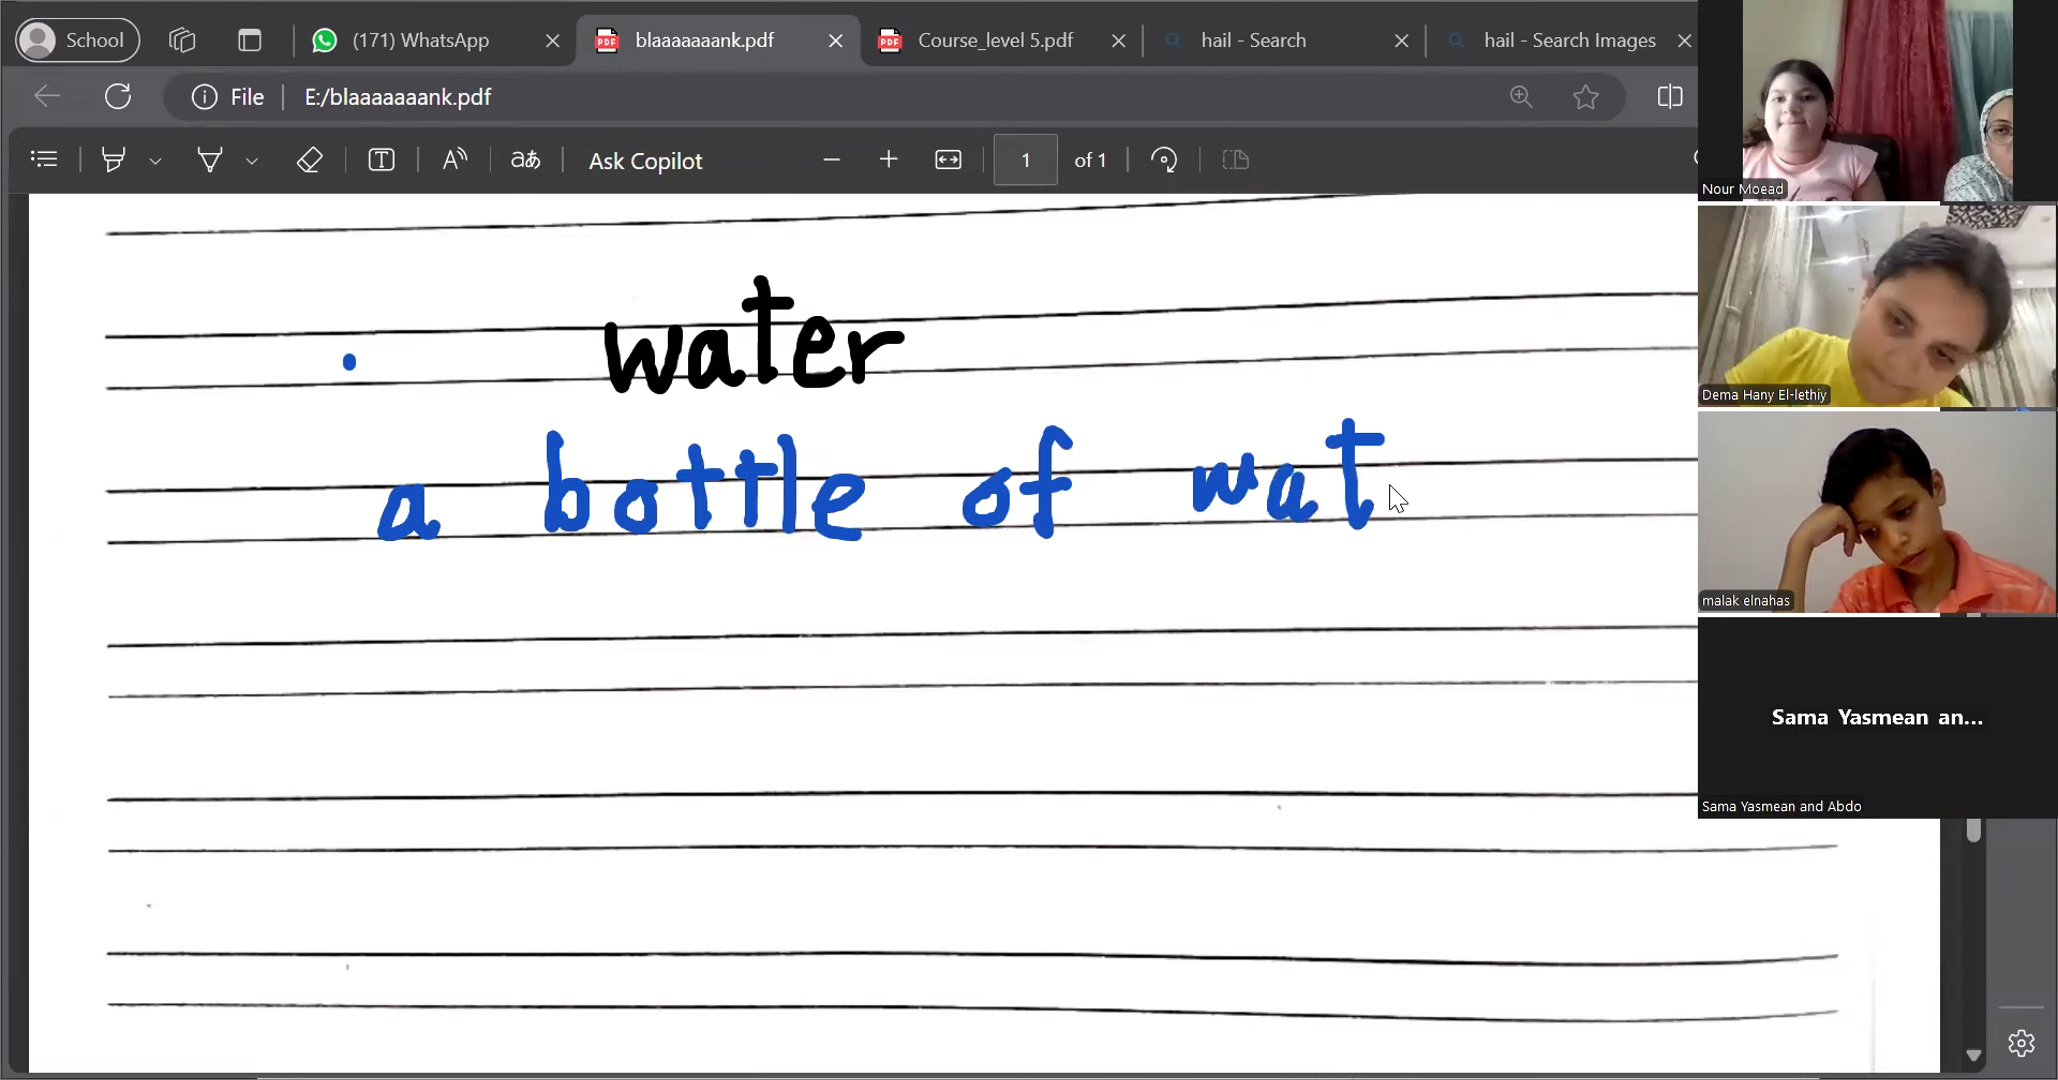 School
(171) WhatsApp
blaaaaaaank.pdf
Course_level 5.pdf
hail - Search
hail - Search Images
File
E:/blaaaaaaank.pdf
Ask Copilot
1 of 1
water
a bottle of wat
Nour Moead
Dema Hany El-lethiy
malak elnahas
Sama Yasmean an...
Sama Yasmean and Abdo